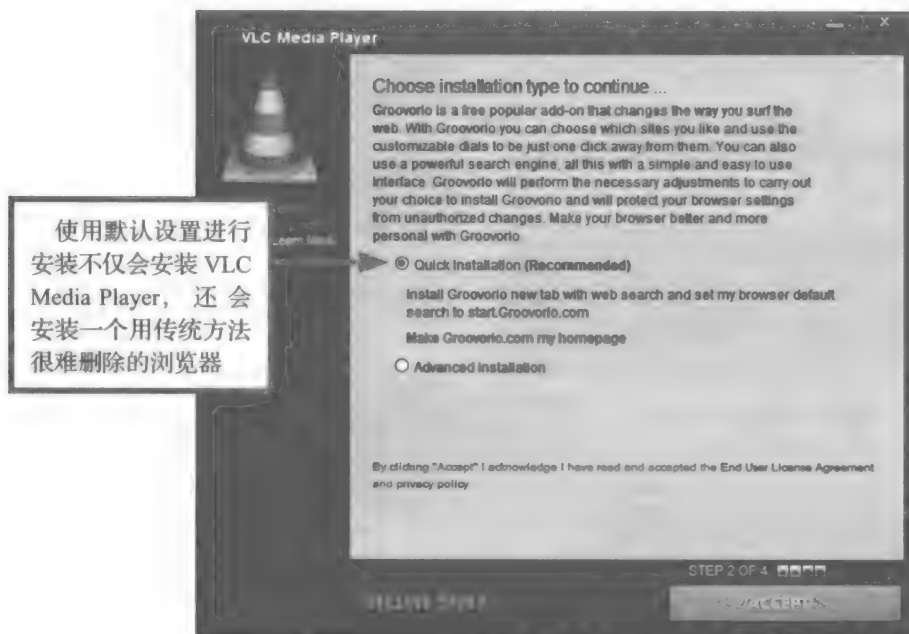 VLC Media Player
Choose installation type to continue ...
Groovorio is a free popular add-on that changes the way you surf the
web. With Groovorio you can choose which sites you like and use the
customizable dials to be just one click away from them. You can also
use a powerful search engine, all this with a simple and easy to use
interface. Groovorio will perform the necessary adjustments to carry out
your choice to install Groovorio and will protect your browser settings
from unauthorized changes. Make your browser better and more
personal with Groovorio
使用默认设置进行
安装不仅会安装 VLC
Media Player, 还会
安装一个用传统方法
很难删除的浏览器
Learn More
Quick Installation (Recommended)
Install Groovorio new tab with web search and set my browser default
search to start.Groovorio.com
Make Groovorio.com my homepage
Advanced Installation
By clicking "Accept" I acknowledge I have read and accepted the End User License Agreement
and privacy policy
STEP 2 OF 4
ACCEPT